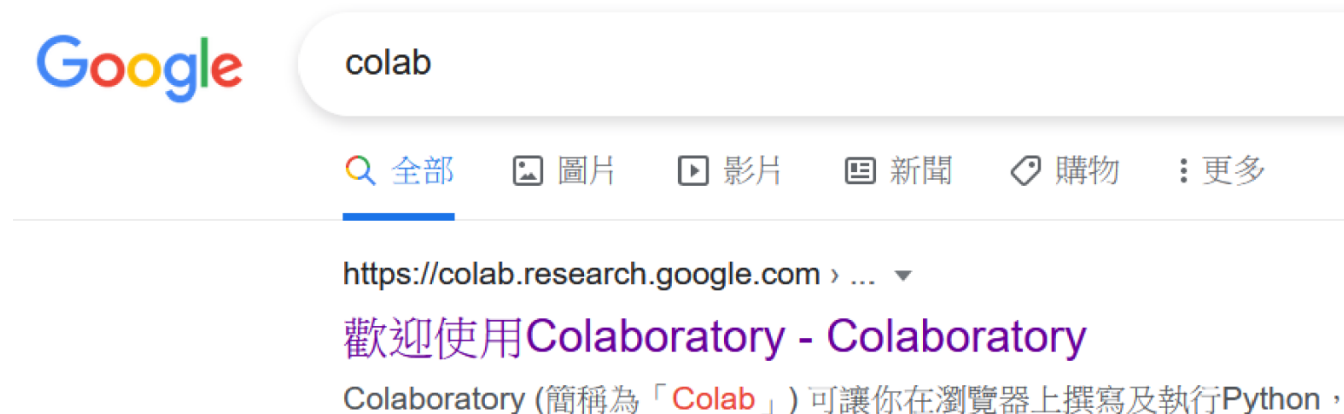 Google
colab
全部 圖片 影片 新聞 購物 更多
https://colab.research.google.com › ...
歡迎使用Colaboratory - Colaboratory
Colaboratory (簡稱為「Colab」) 可讓你在瀏覽器上撰寫及執行Python，